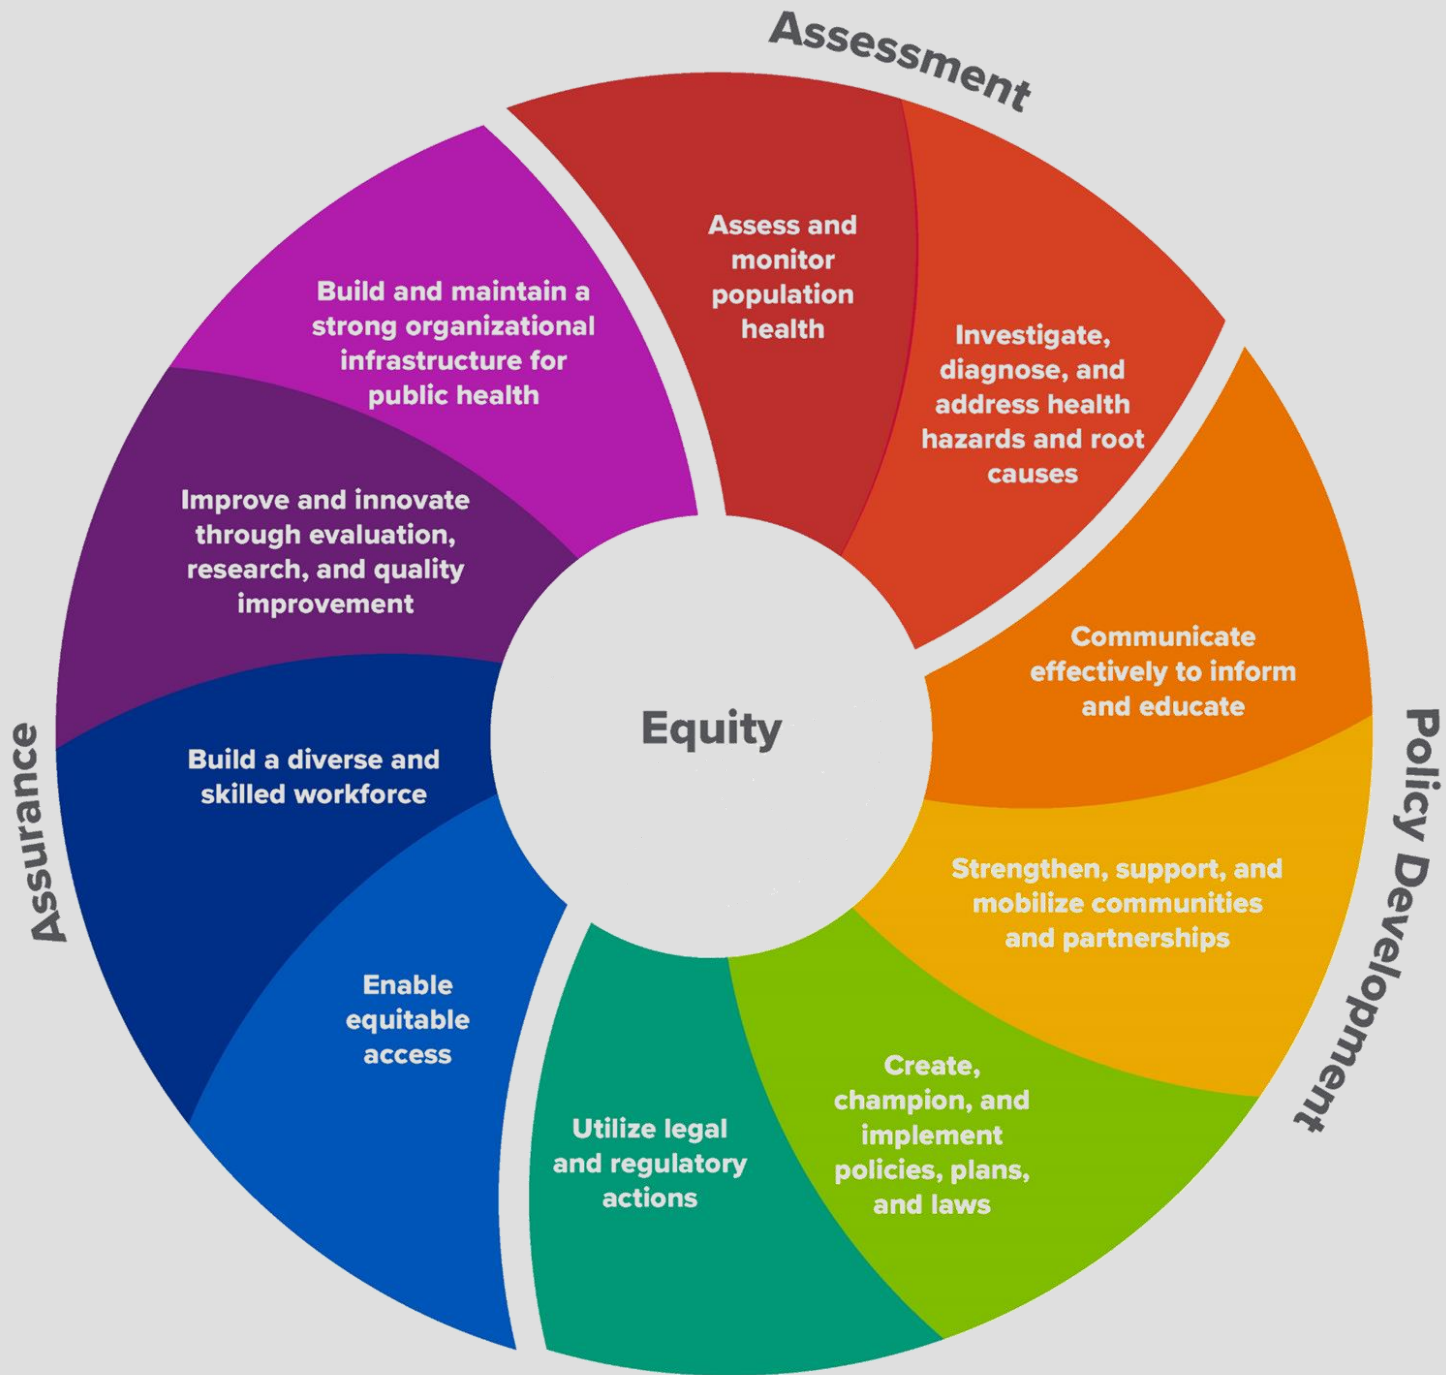 Assessment
Assess and
monitor
population
health
Investigate,
diagnose, and
address health
hazards and root
causes
Policy Development
Communicate
effectively to inform
and educate
Strengthen, support, and
mobilize communities
and partnerships
Create,
champion, and
implement
policies, plans,
and laws
Utilize legal
and regulatory
actions
Assurance
Enable
equitable
access
Build a diverse and
skilled workforce
Improve and innovate
through evaluation,
research, and quality
improvement
Build and maintain a
strong organizational
infrastructure for
public health
Equity